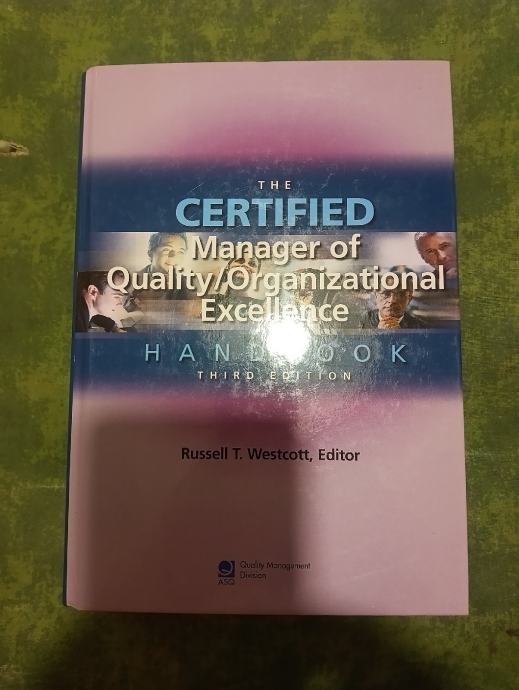 THE
CERTIFIED
Manager of
Quality/Organizational
Excellence
HANDBOOK
THIRD EDITION
Russell T. Westcott, Editor
Quality Management
Division
ASQ